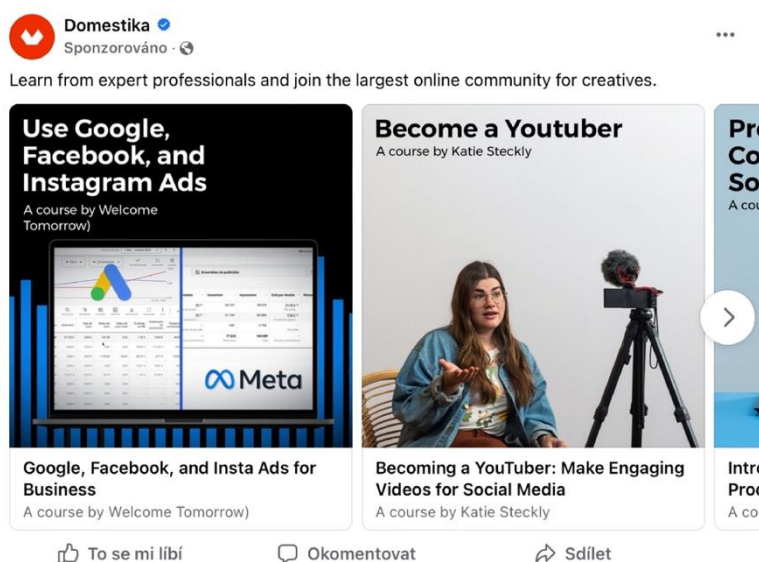 Domestika
Sponzorováno ·
Learn from expert professionals and join the largest online community for creatives.
Use Google,
Facebook, and
Instagram Ads
A course by Welcome
Tomorrow)
Meta
Google, Facebook, and Insta Ads for
Business
A course by Welcome Tomorrow)
Become a Youtuber
A course by Katie Steckly
Becoming a YouTuber: Make Engaging
Videos for Social Media
A course by Katie Steckly
To se mi líbí
Okomentovat
Sdílet